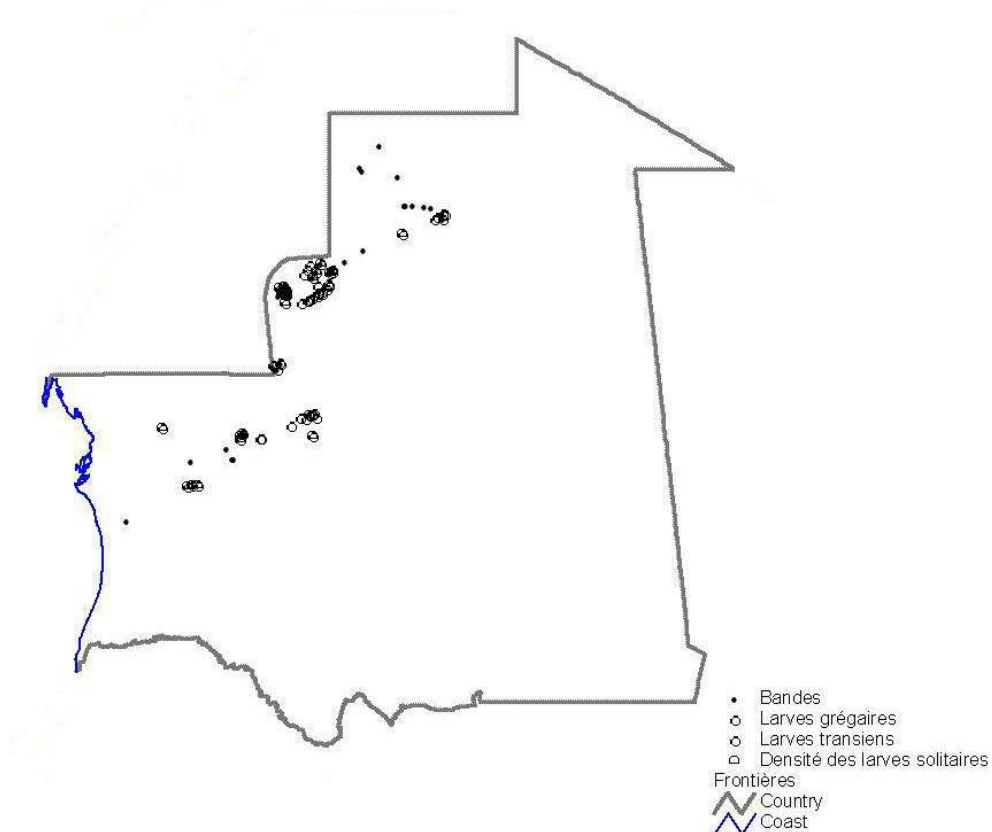 Bandes
Larves grégaires
Larves transiens
Densité des larves solitaires
Frontières
Country
Coast